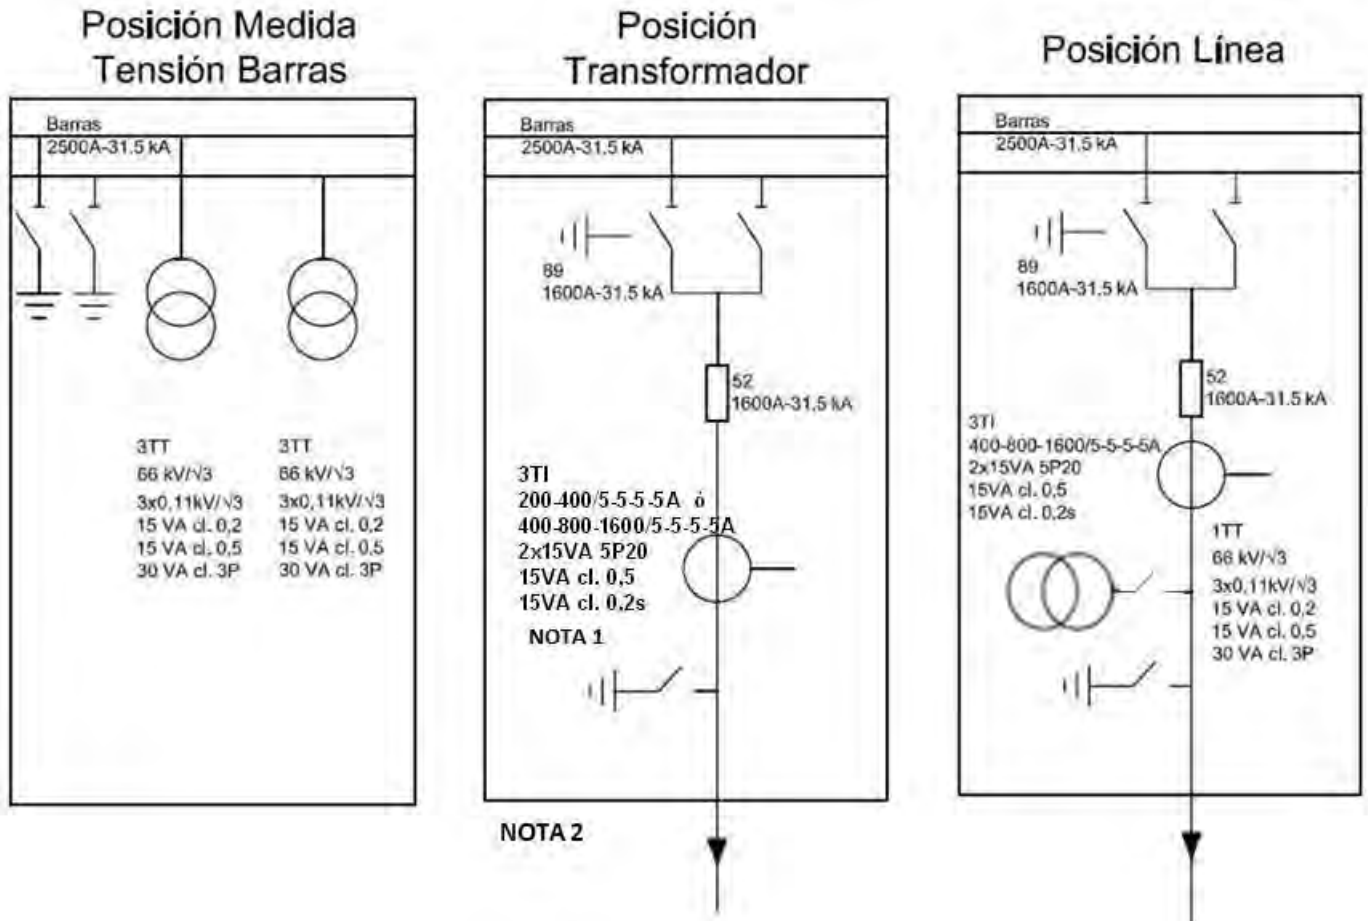 Posición Medida
Tensión Barras
Barras
2500A-31.5 kA
3TT
66 kV/√3
3x0,11kV/√3
15 VA cl. 0,2
15 VA cl. 0,5
30 VA cl. 3P
3TT
66 kV/√3
3x0,11kV/√3
15 VA cl. 0,2
15 VA cl. 0,5
30 VA cl. 3P
Posición
Transformador
Barras
2500A-31.5 kA
89
1600A-31.5 kA
52
1600A-31.5 kA
3TI
200-400/5-5-5-5A ó
400-800-1600/5-5-5-5A
2x15VA 5P20
15VA cl. 0,5
15VA cl. 0,2s
NOTA 1
NOTA 2
Posición Línea
Barras
2500A-31.5 kA
89
1600A-31.5 kA
52
1600A-31.5 kA
3TI
400-800-1600/5-5-5-5A
2x15VA 5P20
15VA cl. 0,5
15VA cl. 0,2s
1TT
66 kV/√3
3x0,11kV/√3
15 VA cl. 0,2
15 VA cl. 0,5
30 VA cl. 3P